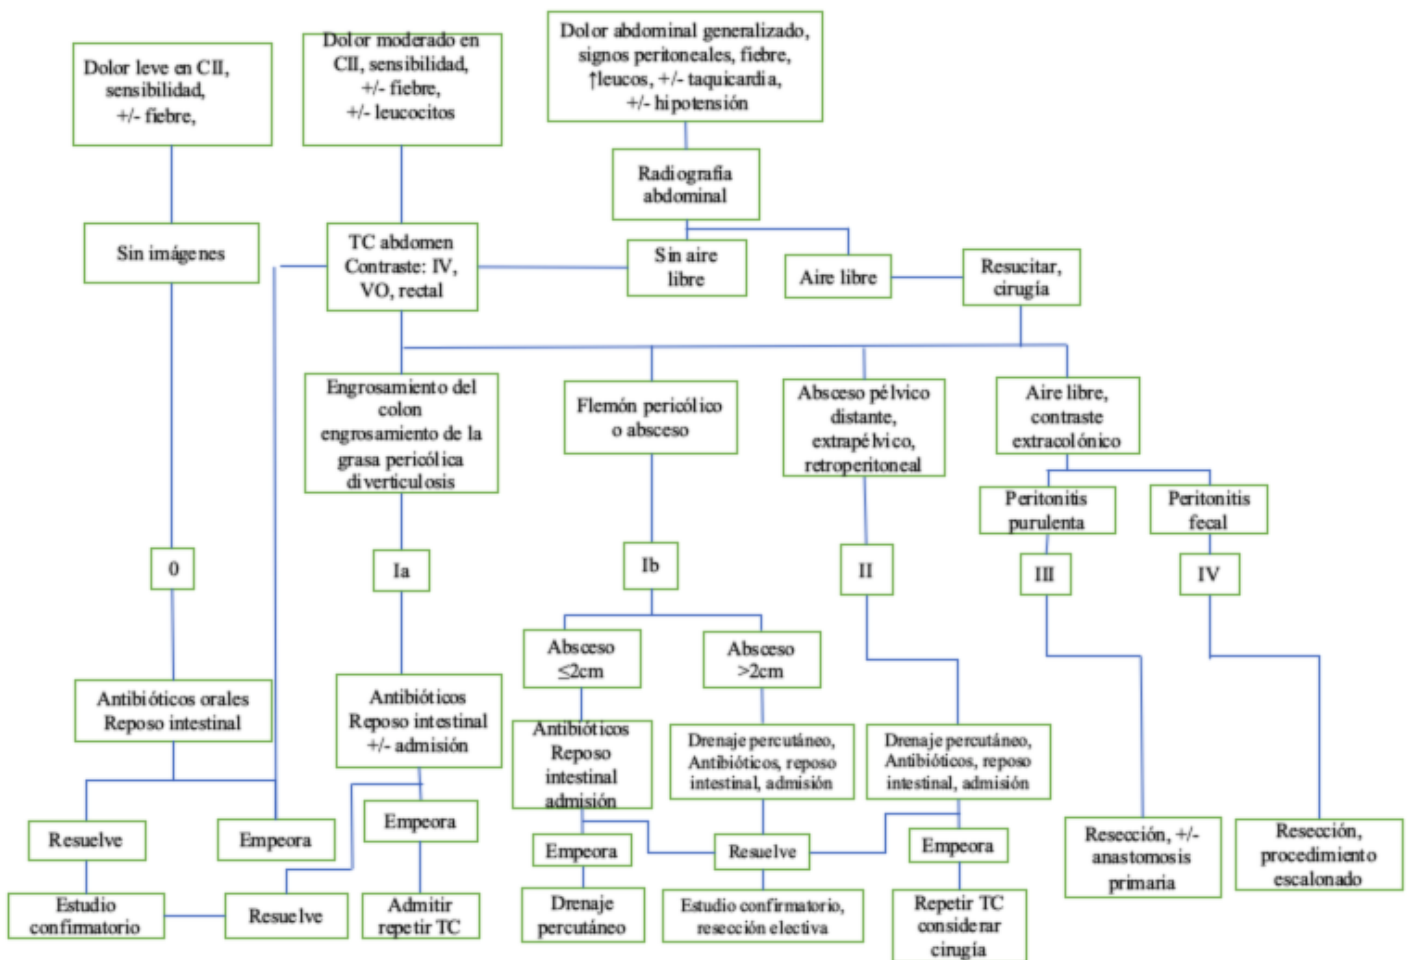 Dolor leve en CII,
sensibilidad,
+/- fiebre,
Dolor moderado en
CII, sensibilidad,
+/- fiebre,
+/- leucocitos
Dolor abdominal generalizado,
signos peritoneales, fiebre,
↑leucos, +/- taquicardia,
+/- hipotensión
Radiografía
abdominal
Sin imágenes
TC abdomen
Contraste: IV,
VO, rectal
Sin aire
libre
Aire libre
Resucitar,
cirugía
Engrosamiento del
colon
engrosamiento de la
grasa pericólica
diverticulosis
Flemón pericólico
o absceso
Absceso pélvico
distante,
extrapélvico,
retroperitoneal
Aire libre,
contraste
extracolónico
Peritonitis
purulenta
Peritonitis
fecal
0
Ia
Ib
II
III
IV
Absceso
≤2cm
Absceso
>2cm
Antibióticos orales
Reposo intestinal
Antibióticos
Reposo intestinal
+/- admisión
Antibióticos
Reposo
intestinal
admisión
Drenaje percutáneo,
Antibióticos, reposo
intestinal, admisión
Drenaje percutáneo,
Antibióticos, reposo
intestinal, admisión
Resuelve
Empeora
Empeora
Empeora
Resuelve
Empeora
Resección, +/-
anastomosis
primaria
Resección,
procedimiento
escalonado
Estudio
confirmatorio
Resuelve
Admitir
repetir TC
Drenaje
percutáneo
Estudio confirmatorio,
resección electiva
Repetir TC
considerar
cirugía